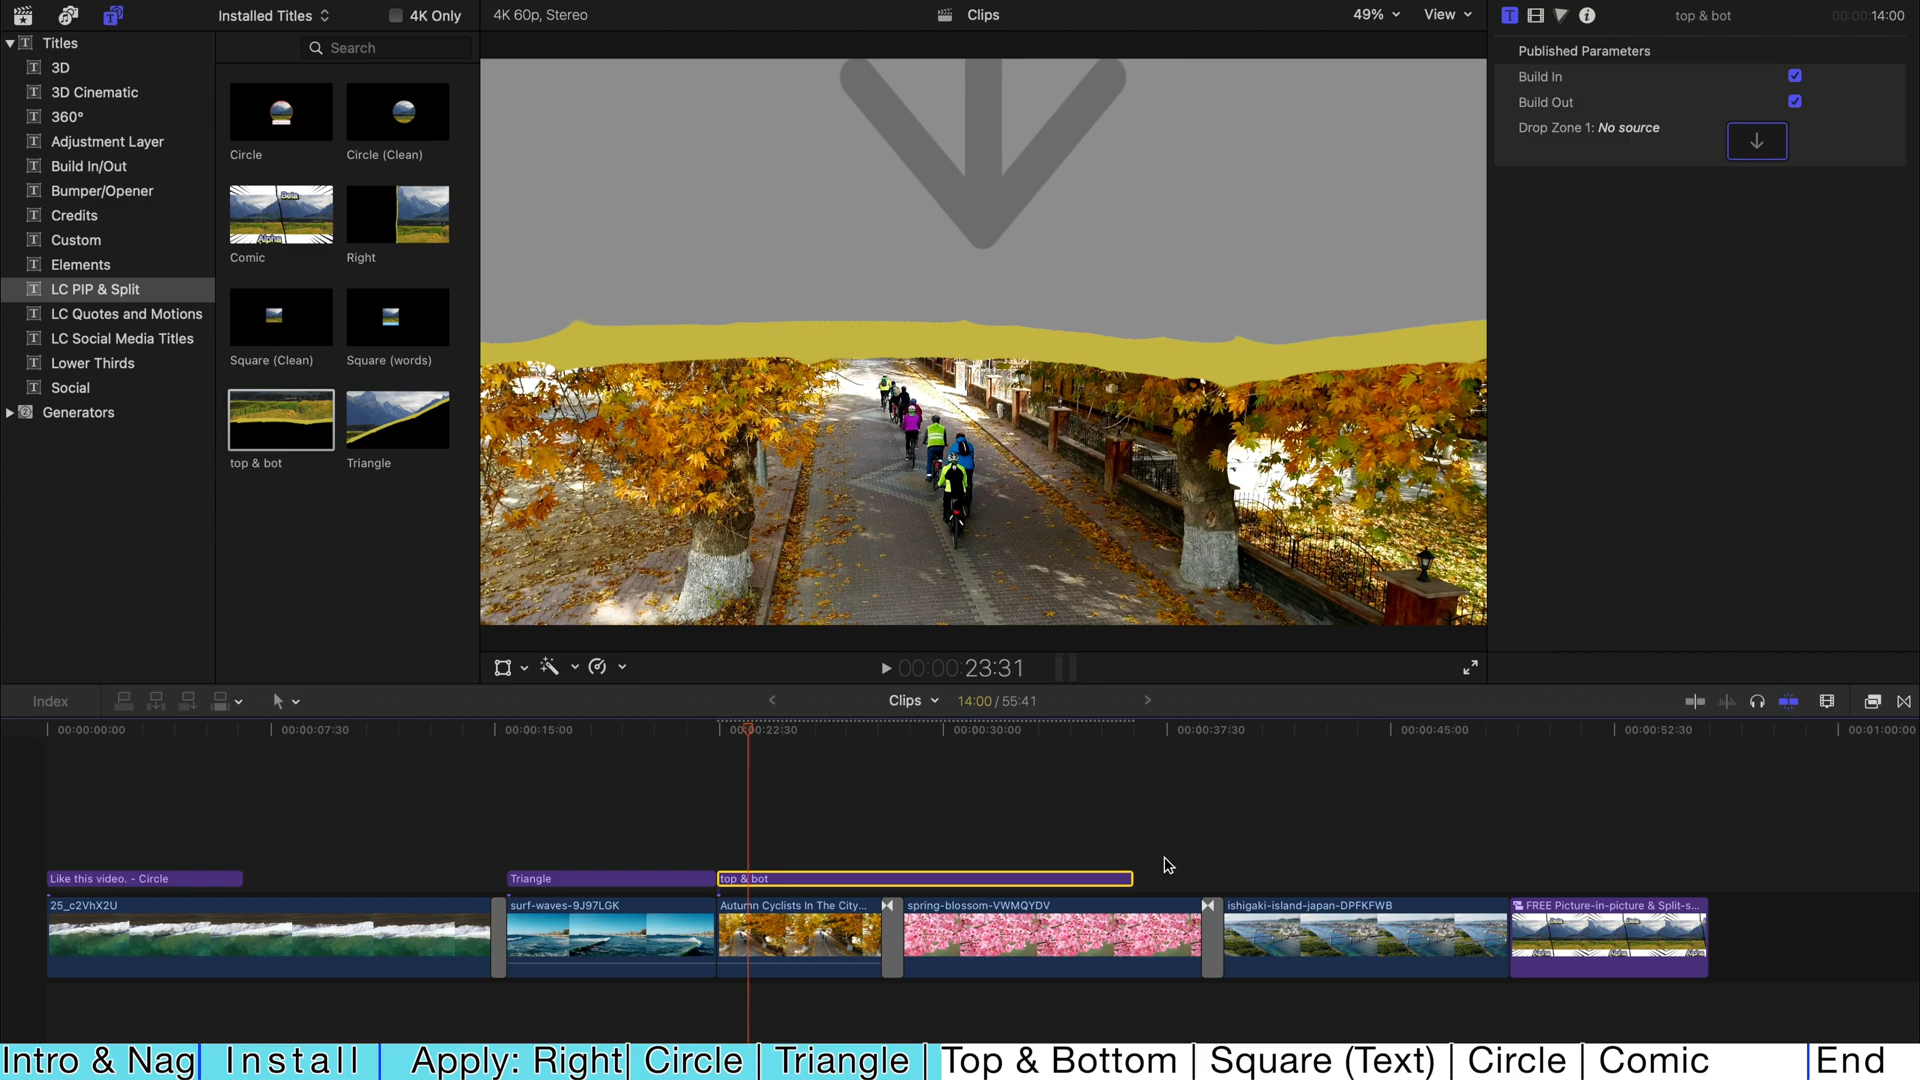 Installed Titles
4K Only
4K 60p, Stereo
Clips
49%
View
top & bot
00:00:14:00
Titles
Search
Published Parameters
3D
Build In
3D Cinematic
Build Out
360°
Drop Zone 1: No source
Adjustment Layer
Build In/Out
Bumper/Opener
Credits
Custom
Elements
LC PIP & Split
LC Quotes and Motions
LC Social Media Titles
Lower Thirds
Social
Generators
Circle
Circle (Clean)
Beta
Alpha
Comic
Right
Square (Clean)
Square (words)
top & bot
Triangle
00:00:23:31
Index
Clips
14:00 / 55:41
00:00:00:00
00:00:07:30
00:00:15:00
00:00:22:30
00:00:30:00
00:00:37:30
00:00:45:00
00:00:52:30
00:01:00:00
Like this video. - Circle
Triangle
top & bot
25_c2VhX2U
surf-waves-9J97LGK
Autumn Cyclists In The City...
spring-blossom-VWMQYDV
ishigaki-island-japan-DPFKFWB
FREE Picture-in-picture & Split-s...
Intro & Nag | Install | Apply: Right | Circle | Triangle | Top & Bottom | Square (Text) | Circle | Comic | End